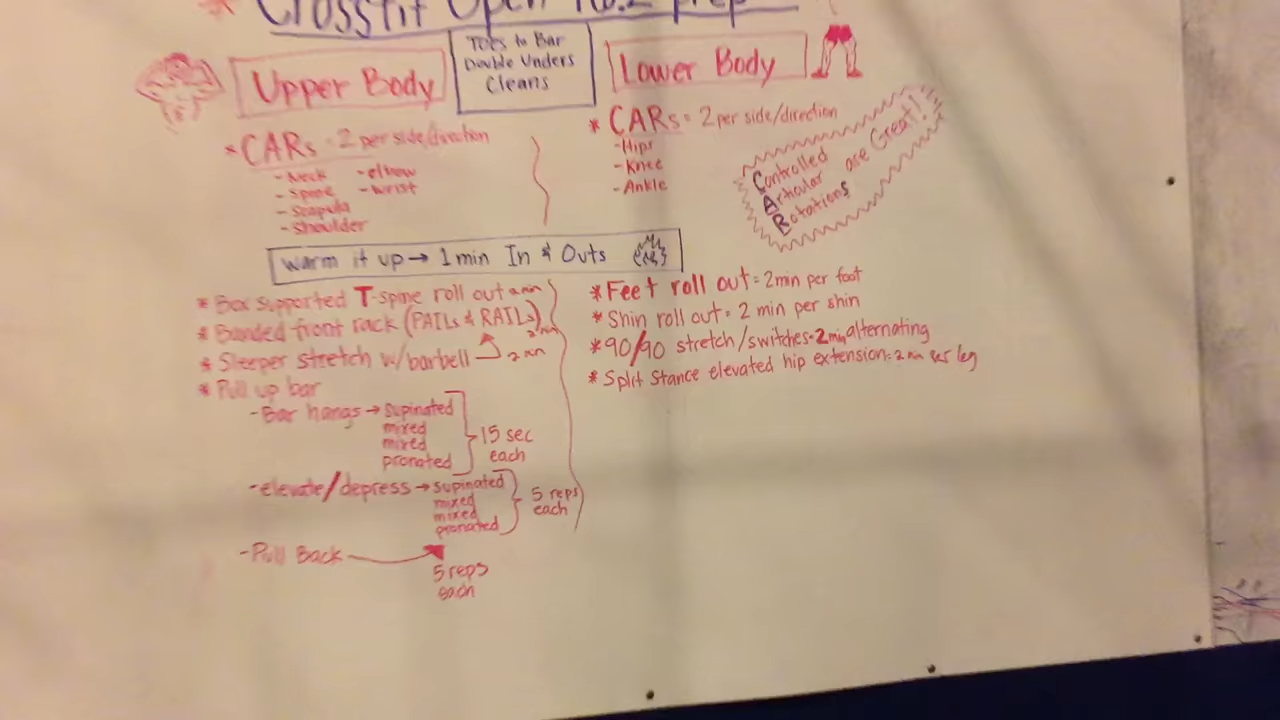 * Crossfit Open 18.2 prep
Toes to Bar
Double Unders
Cleans
Upper Body
* CARs = 2 per side/direction
- Neck
- Spine
- Scapula
- Shoulder
- elbow
- wrist
Lower Body
* CARs = 2 per side/direction
- Hips
- Knee
- Ankle
Controlled
Articular
Rotations
are Great!
Warm it up → 1 min In & Outs
* Box supported T-spine roll out 2 min
* Banded front rack (PAILs & RAILs) 2 min
* Sleeper stretch w/barbell 2 min
* Pull up bar
- Bar hangs → supinated
mixed
mixed
pronated
15 sec
each
- elevate/depress → supinated
mixed
mixed
pronated
5 reps
each
- Pull Back
5 reps
each
* Feet roll out = 2 min per foot
* Shin roll out = 2 min per shin
* 90/90 stretch/switches = 2 min alternating
* Split Stance elevated hip extension = 2 min per leg